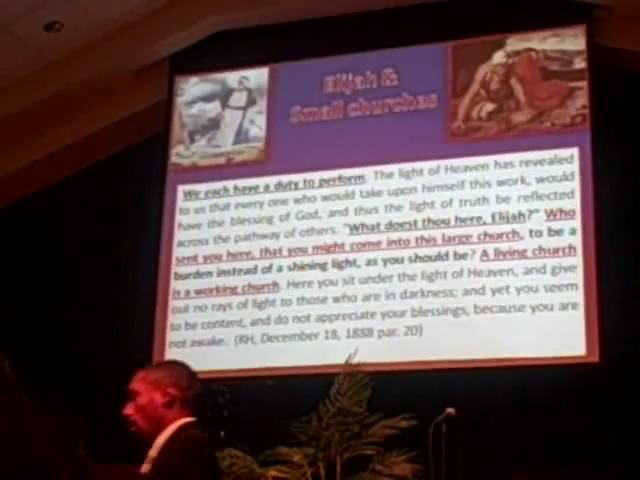 Elijah &
Small churches
We each have a duty to perform. The light of Heaven has revealed
to us that every one who would take upon himself this work, would
have the blessing of God, and thus the light of truth be reflected
across the pathway of others. "What doest thou here, Elijah?" Who
sent you here, that you might come into this large church, to be a
burden instead of a shining light, as you should be? A living church
is a working church. Here you sit under the light of Heaven, and give
out no rays of light to those who are in darkness; and yet you seem
to be content, and do not appreciate your blessings, because you are
not awake. (RH, December 18, 1888 par. 20)